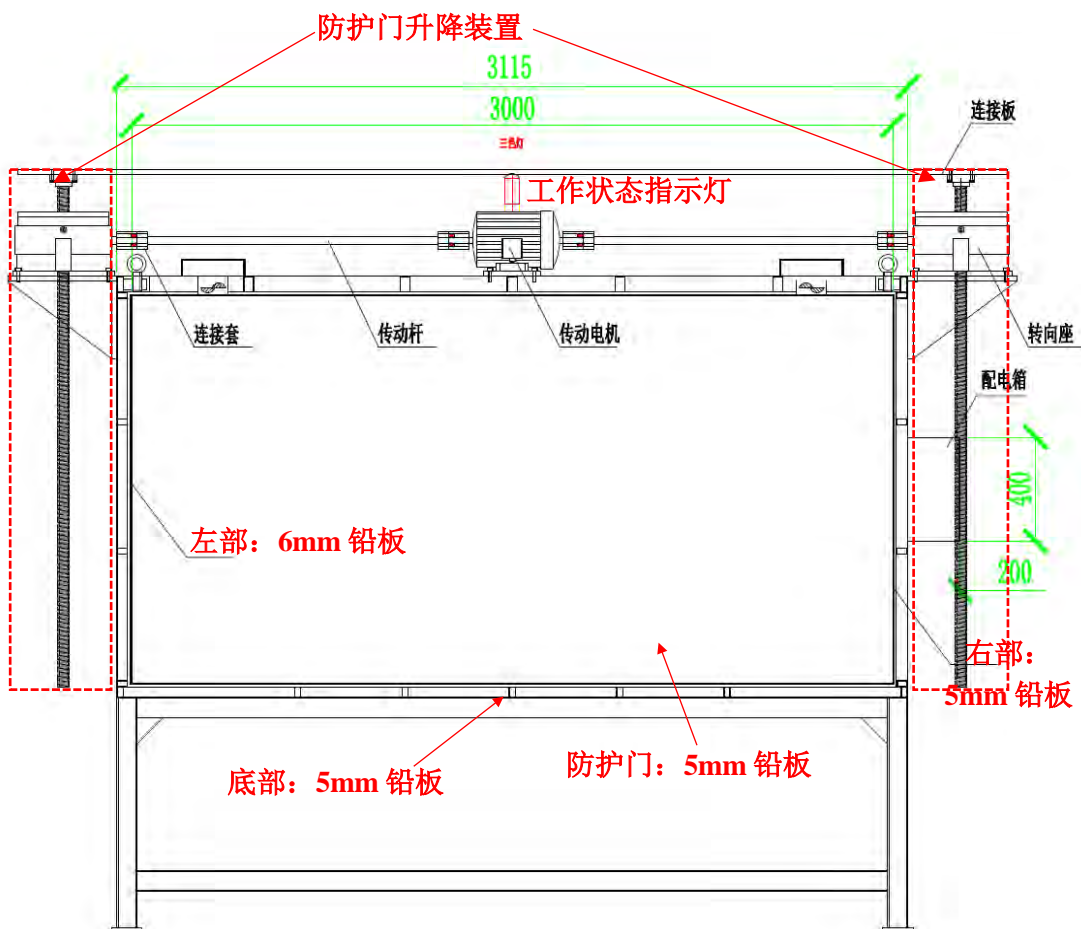 防护门升降装置
3115
3000
三色灯
连接板
工作状态指示灯
连接套
传动杆
传动电机
转向座
配电箱
400
200
左部：6mm 铅板
右部：
5mm 铅板
底部：5mm 铅板
防护门：5mm 铅板